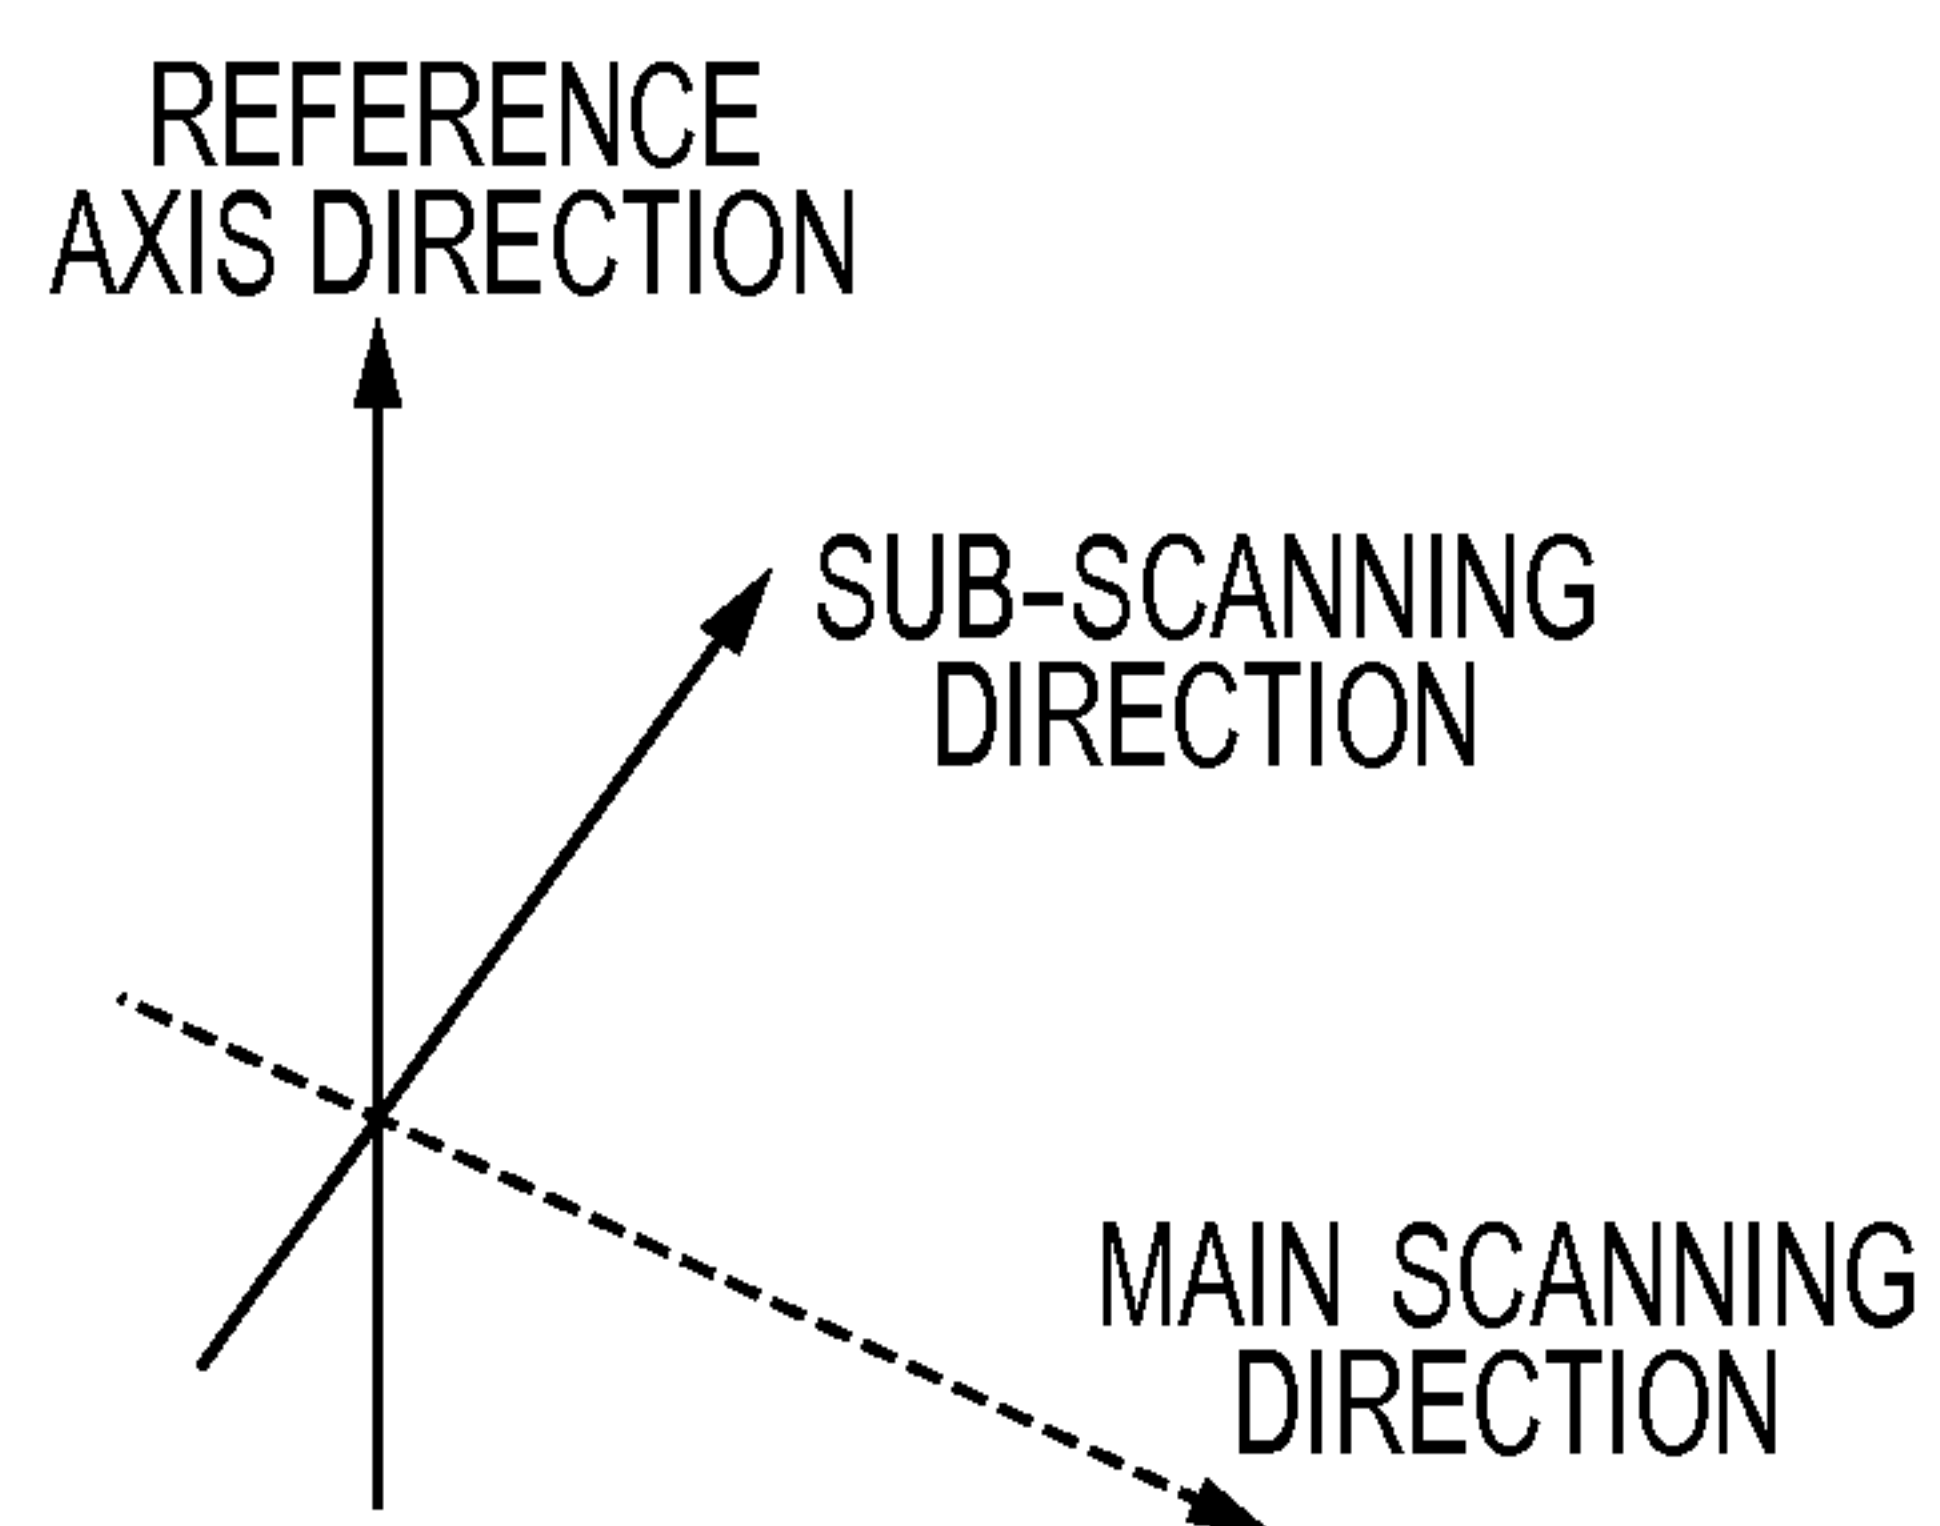 REFERENCE
AXIS DIRECTION
SUB-SCANNING
DIRECTION
MAIN SCANNING
DIRECTION